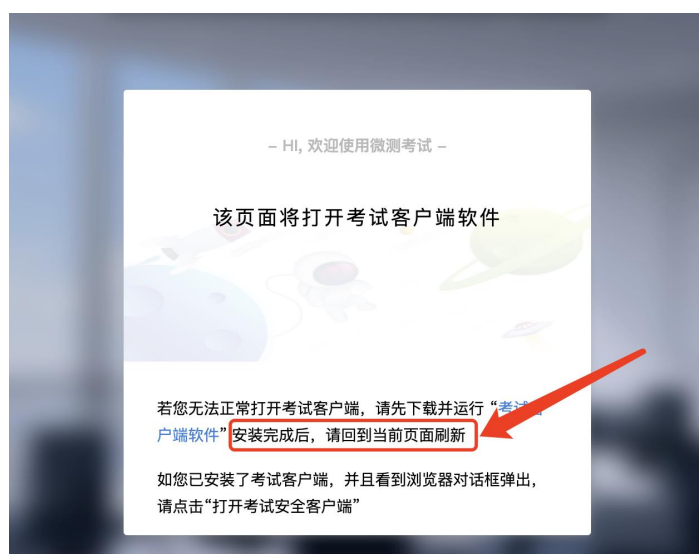 – HI, 欢迎使用微测考试 –
该页面将打开考试客户端软件
若您无法正常打开考试客户端，请先下载并运行“考试客
户端软件”安装完成后，请回到当前页面刷新
如您已安装了考试客户端，并且看到浏览器对话框弹出，
请点击“打开考试安全客户端”